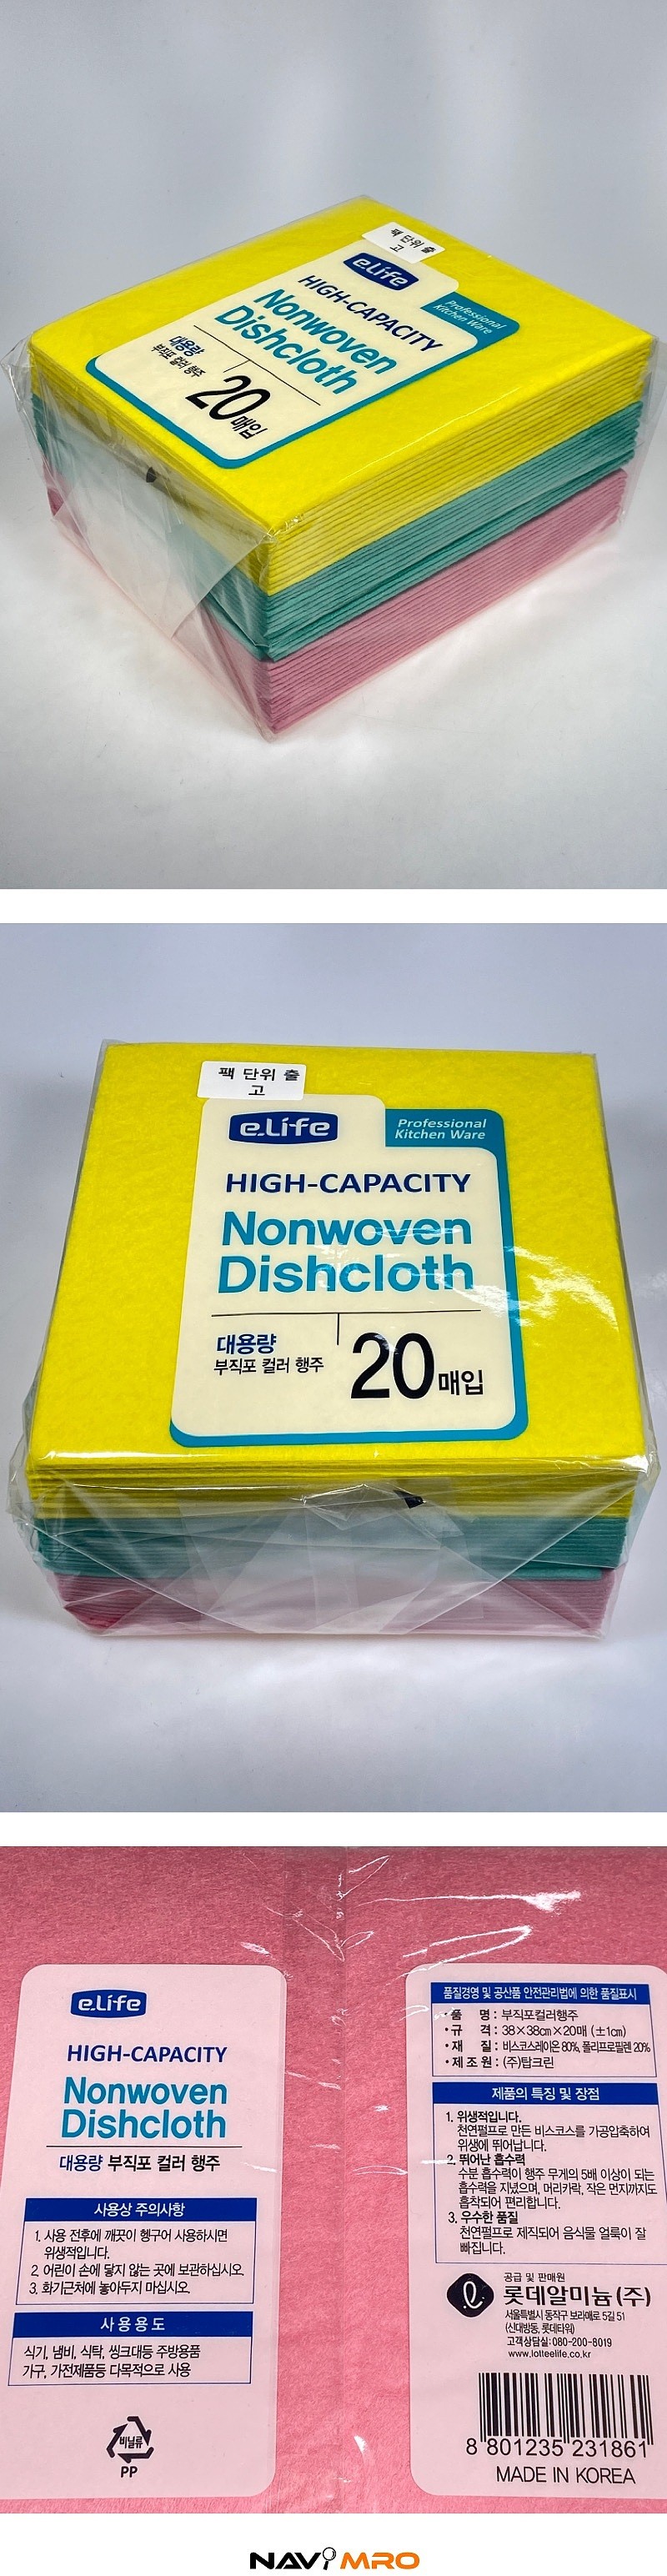 팩 단위 출
고
e.Life
Professional
Kitchen Ware
HIGH-CAPACITY
Nonwoven
Dishcloth
대용량
부직포 컬러 행주
20매입
팩 단위 출
고
e.Life
Professional
Kitchen Ware
HIGH-CAPACITY
Nonwoven
Dishcloth
대용량
부직포 컬러 행주
20매입
e.Life
HIGH-CAPACITY
Nonwoven
Dishcloth
대용량 부직포 컬러 행주
사용상 주의사항
1. 사용 전후에 깨끗이 헹구어 사용하시면
위생적입니다.
2. 어린이 손에 닿지 않는 곳에 보관하십시오.
3. 화기근처에 놓아두지 마십시오.
사용용도
식기, 냄비, 식탁, 씽크대등 주방용품
가구, 가전제품등 다목적으로 사용
비닐류
PP
품질경영 및 공산품 안전관리법에 의한 품질표시
·품 명 : 부직포컬러행주
·규 격 : 38×38cm×20매 (±1cm)
·재 질 : 비스코스레이온 80%, 폴리프로필렌 20%
·제조원 : (주)탑크린
제품의 특징 및 장점
1. 위생적입니다.
천연펄프로 만든 비스코스를 가공압축하여
위생에 뛰어납니다.
2. 뛰어난 흡수력
수분 흡수력이 행주 무게의 5배 이상이 되는
흡수력을 지녔으며, 머리카락, 작은 먼지까지도
흡착되어 편리합니다.
3. 우수한 품질
천연펄프로 제직되어 음식물 얼룩이 잘
빠집니다.
공급 및 판매원
롯데알미늄(주)
서울특별시 동작구 보라매로 5길 51
(신대방동, 롯데타워)
고객상담실: 080-200-8019
www.lotteelife.co.kr
8 801235 231861
MADE IN KOREA
NAVIMRO